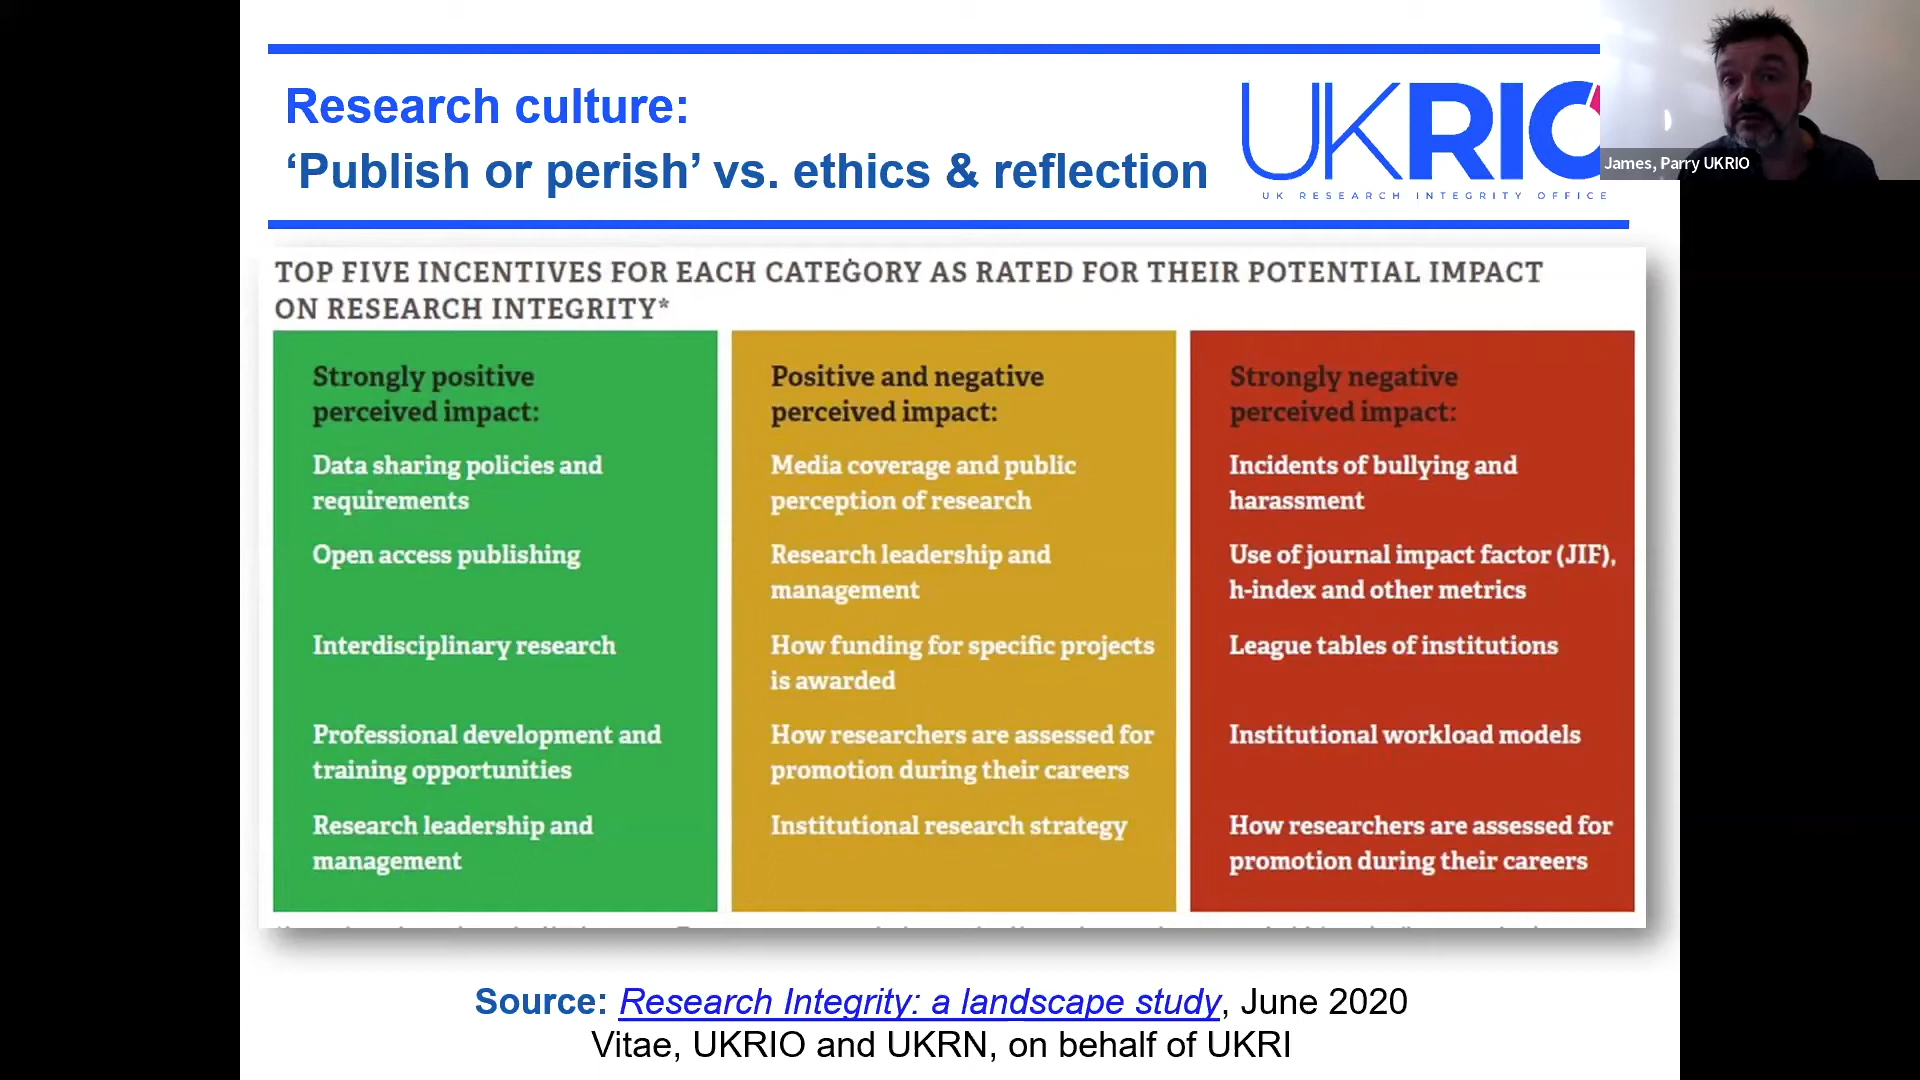 Research culture:
‘Publish or perish’ vs. ethics & reflection
UKRIO
UK RESEARCH INTEGRITY OFFICE
James, Parry UKRIO
TOP FIVE INCENTIVES FOR EACH CATEGORY AS RATED FOR THEIR POTENTIAL IMPACT
ON RESEARCH INTEGRITY*
Strongly positive
perceived impact:
Data sharing policies and
requirements
Open access publishing
Interdisciplinary research
Professional development and
training opportunities
Research leadership and
management
Positive and negative
perceived impact:
Media coverage and public
perception of research
Research leadership and
management
How funding for specific projects
is awarded
How researchers are assessed for
promotion during their careers
Institutional research strategy
Strongly negative
perceived impact:
Incidents of bullying and
harassment
Use of journal impact factor (JIF),
h-index and other metrics
League tables of institutions
Institutional workload models
How researchers are assessed for
promotion during their careers
Source: Research Integrity: a landscape study, June 2020
Vitae, UKRIO and UKRN, on behalf of UKRI